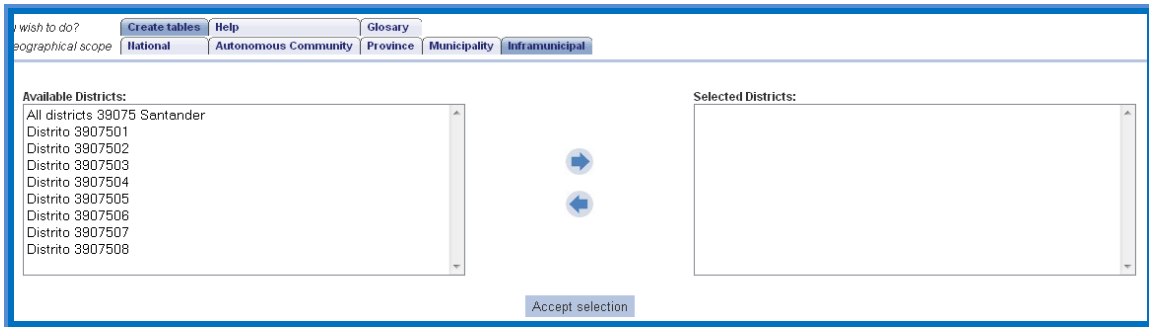 wish to do? Create tables Help Glosary
eographical scope National Autonomous Community Province Municipality Inframunicipal
Available Districts: Selected Districts:
All districts 39075 Santander
Distrito 3907501
Distrito 3907502
Distrito 3907503
Distrito 3907504
Distrito 3907505
Distrito 3907506
Distrito 3907507
Distrito 3907508
Accept selection